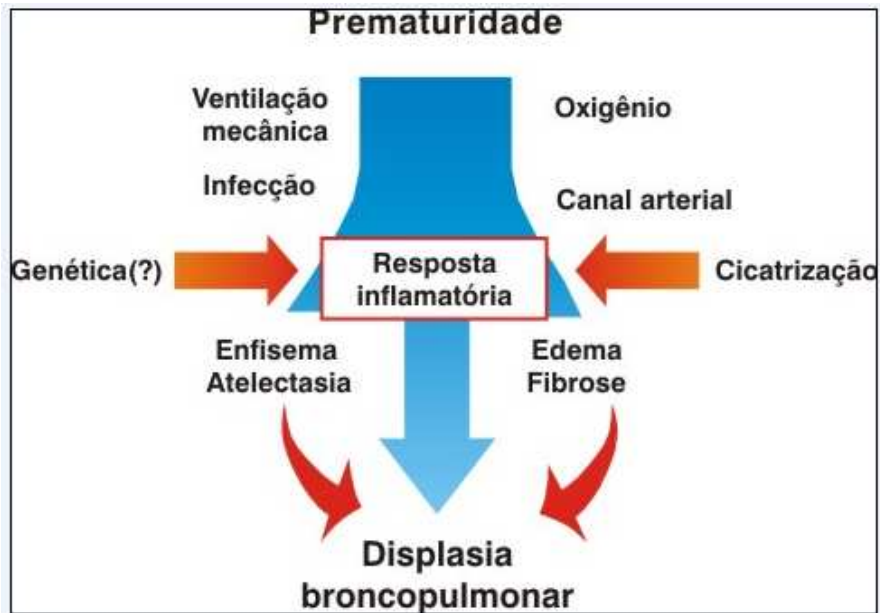 Prematuridade
Ventilação
mecânica
Oxigênio
Infecção
Canal arterial
Genética(?)
Resposta
inflamatória
Cicatrização
Enfisema
Atelectasia
Edema
Fibrose
Displasia
broncopulmonar